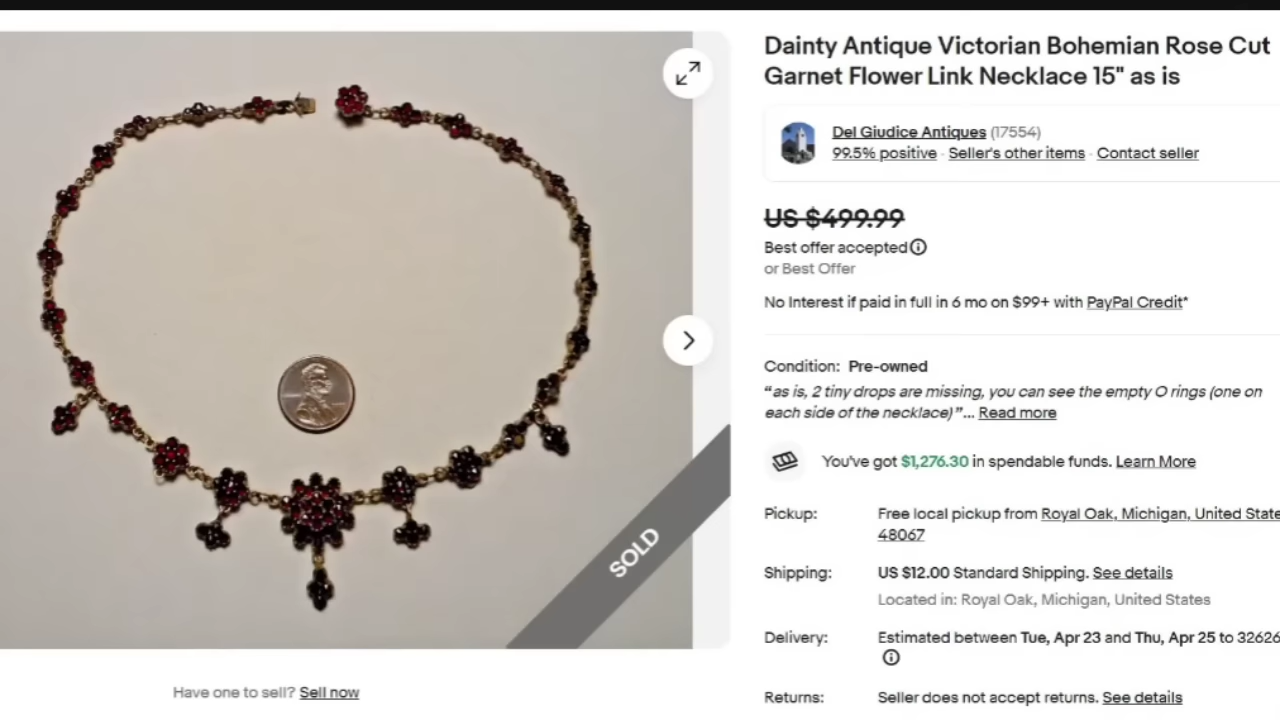 Dainty Antique Victorian Bohemian Rose Cut
Garnet Flower Link Necklace 15" as is
Del Giudice Antiques (17554)
99.5% positive · Seller's other items · Contact seller
US $499.99
Best offer accepted
or Best Offer
No Interest if paid in full in 6 mo on $99+ with PayPal Credit*
Condition: Pre-owned
“as is, 2 tiny drops are missing, you can see the empty O rings (one on
each side of the necklace)”... Read more
You've got $1,276.30 in spendable funds. Learn More
Pickup: Free local pickup from Royal Oak, Michigan, United State
48067
Shipping: US $12.00 Standard Shipping. See details
Located in: Royal Oak, Michigan, United States
Delivery: Estimated between Tue, Apr 23 and Thu, Apr 25 to 32626
Returns: Seller does not accept returns. See details
SOLD
Have one to sell? Sell now